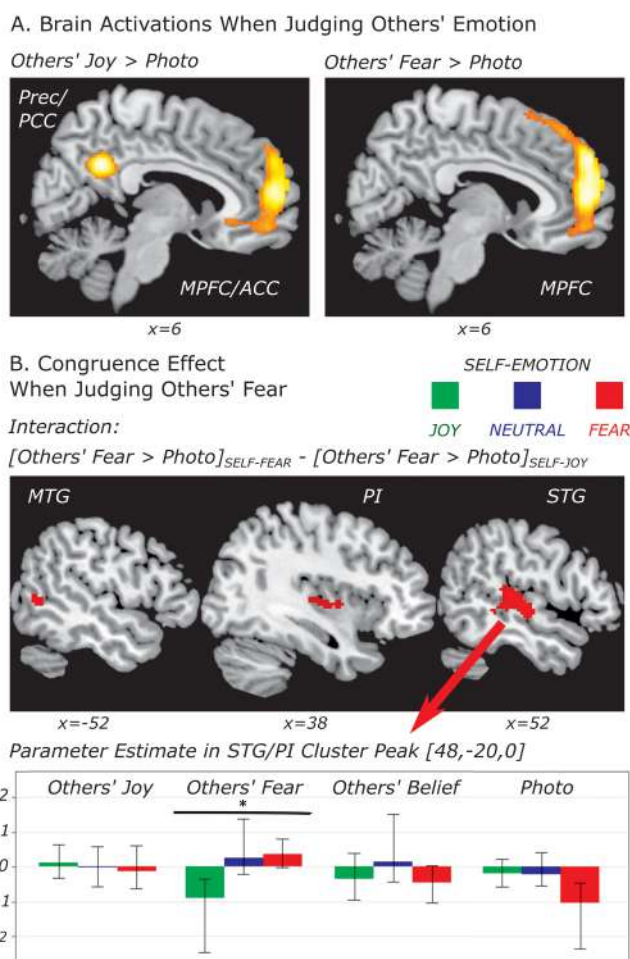 A. Brain Activations When Judging Others' Emotion
Others' Joy > Photo    Others' Fear > Photo
Prec/
PCC
MPFC/ACC    MPFC
x=6    x=6
B. Congruence Effect
When Judging Others' Fear
SELF-EMOTION
JOY    NEUTRAL    FEAR
Interaction:
[Others' Fear > Photo]SELF-FEAR - [Others' Fear > Photo]SELF-JOY
MTG    PI    STG
x=-52    x=38    x=52
Parameter Estimate in STG/PI Cluster Peak [48,-20,0]
Others' Joy    Others' Fear    Others' Belief    Photo
*
2
1
0
1
2